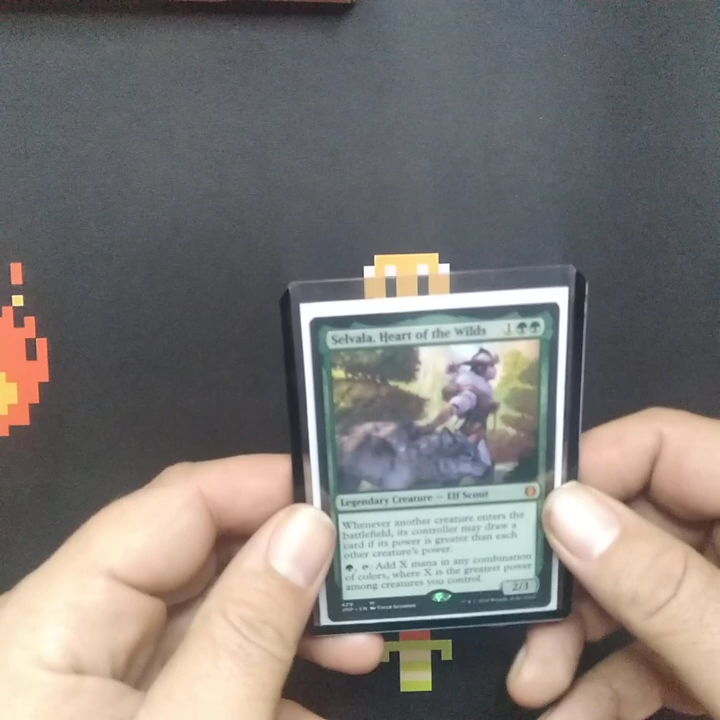 Selvala, Heart of the Wilds 1
Legendary Creature — Elf Scout
Whenever another creature enters the
battlefield, its controller may draw a
card if its power is greater than each
other creature's power.
, : Add X mana in any combination
of colors, where X is the greatest power
among creatures you control.
2/3